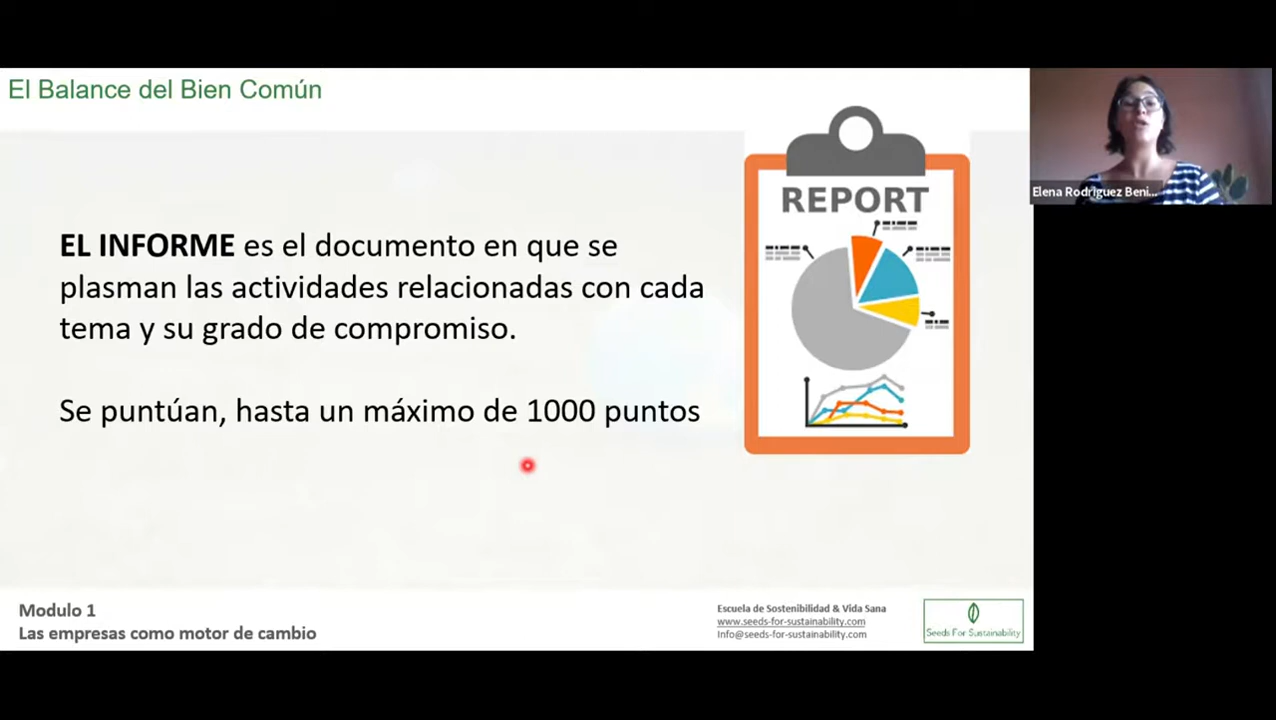 El Balance del Bien Común
REPORT
Elena Rodriguez Beni...
EL INFORME es el documento en que se
plasman las actividades relacionadas con cada
tema y su grado de compromiso.
Se puntúan, hasta un máximo de 1000 puntos
Modulo 1
Las empresas como motor de cambio
Escuela de Sostenibilidad & Vida Sana
www.seeds-for-sustainability.com
Info@seeds-for-sustainability.com
Seeds For Sustainability